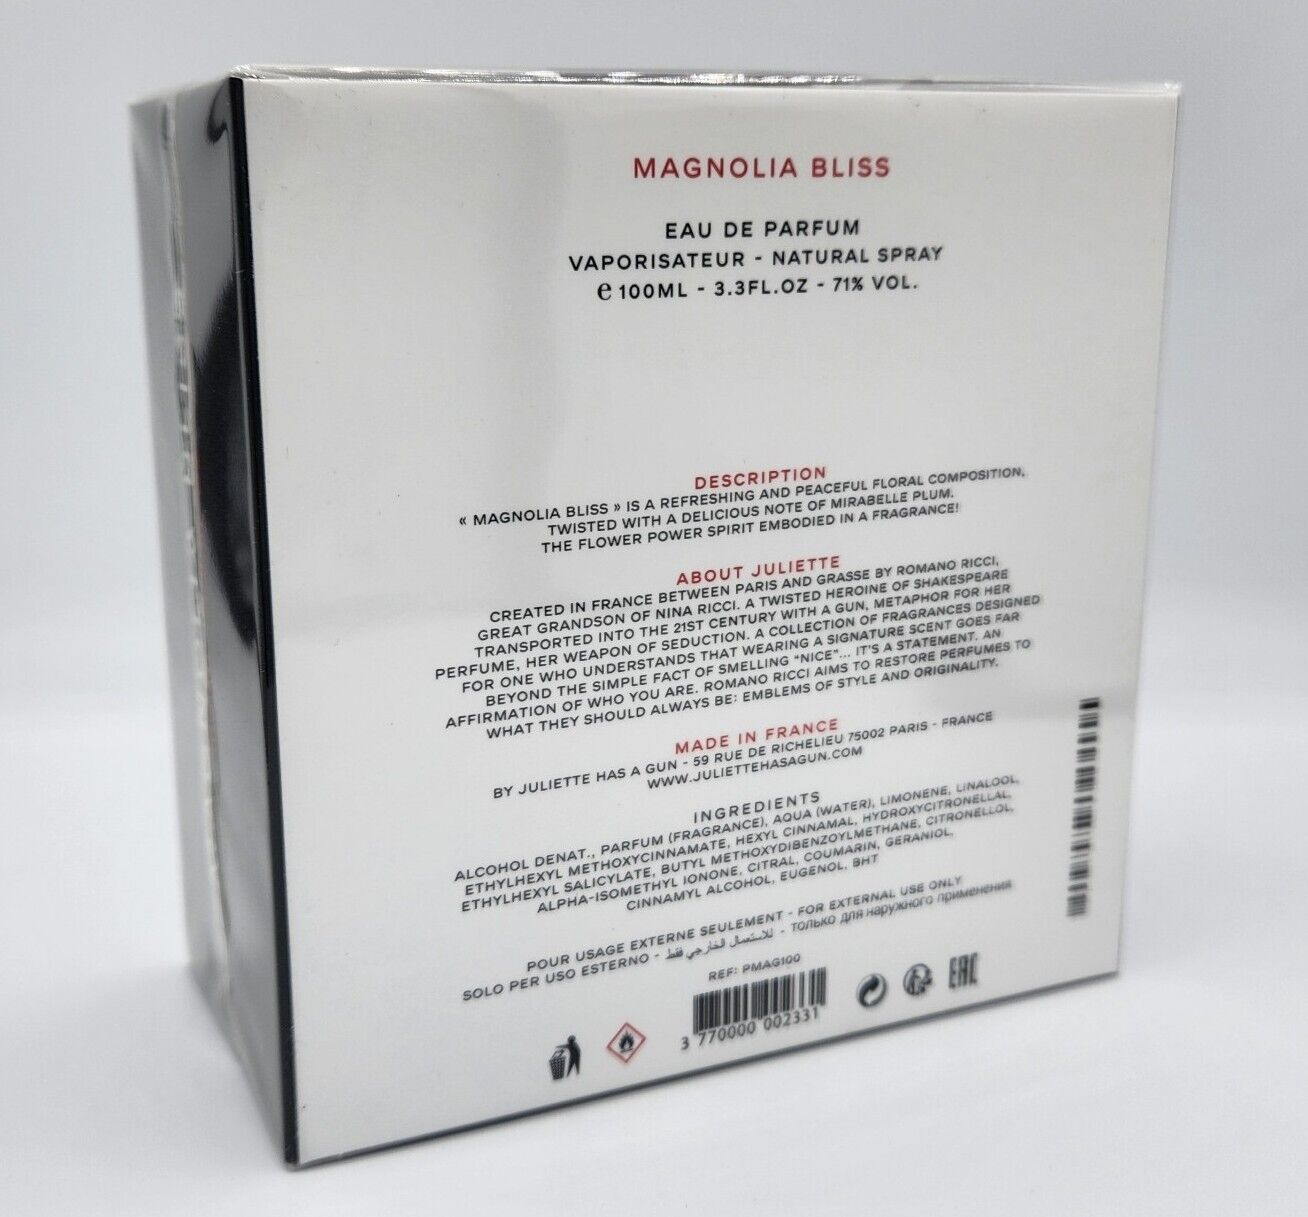 MAGNOLIA BLISS
EAU DE PARFUM
VAPORISATEUR - NATURAL SPRAY
℮ 100ML - 3.3FL.OZ - 71% VOL.
DESCRIPTION
« MAGNOLIA BLISS » IS A REFRESHING AND PEACEFUL FLORAL COMPOSITION,
TWISTED WITH A DELICIOUS NOTE OF MIRABELLE PLUM.
THE FLOWER POWER SPIRIT EMBODIED IN A FRAGRANCE!
ABOUT JULIETTE
CREATED IN FRANCE BETWEEN PARIS AND GRASSE BY ROMANO RICCI,
GREAT GRANDSON OF NINA RICCI. A TWISTED HEROINE OF SHAKESPEARE
TRANSPORTED INTO THE 21ST CENTURY WITH A GUN, METAPHOR FOR HER
PERFUME, HER WEAPON OF SEDUCTION. A COLLECTION OF FRAGRANCES DESIGNED
FOR ONE WHO UNDERSTANDS THAT WEARING A SIGNATURE SCENT GOES FAR
BEYOND THE SIMPLE FACT OF SMELLING "NICE"... IT'S A STATEMENT. AN
AFFIRMATION OF WHO YOU ARE. ROMANO RICCI AIMS TO RESTORE PERFUMES TO
WHAT THEY SHOULD ALWAYS BE: EMBLEMS OF STYLE AND ORIGINALITY.
MADE IN FRANCE
BY JULIETTE HAS A GUN - 59 RUE DE RICHELIEU 75002 PARIS - FRANCE
WWW.JULIETTEHASAGUN.COM
INGREDIENTS
ALCOHOL DENAT., PARFUM (FRAGRANCE), AQUA (WATER), LIMONENE, LINALOOL,
ETHYLHEXYL METHOXYCINNAMATE, HEXYL CINNAMAL, HYDROXYCITRONELLAL,
ETHYLHEXYL SALICYLATE, BUTYL METHOXYDIBENZOYLMETHANE, CITRONELLOL,
ALPHA-ISOMETHYL IONONE, CITRAL, COUMARIN, GERANIOL,
CINNAMYL ALCOHOL, EUGENOL, BHT
POUR USAGE EXTERNE SEULEMENT - FOR EXTERNAL USE ONLY
SOLO PER USO ESTERNO - للاستعمال الخارجي فقط - только для наружного применения
REF: PMAG100
3 770000 002331
EAC